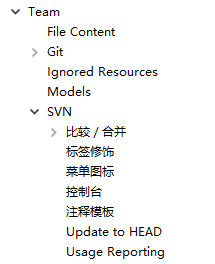 Team
File Content
Git
Ignored Resources
Models
SVN
比较 / 合并
标签修饰
菜单图标
控制台
注释模板
Update to HEAD
Usage Reporting